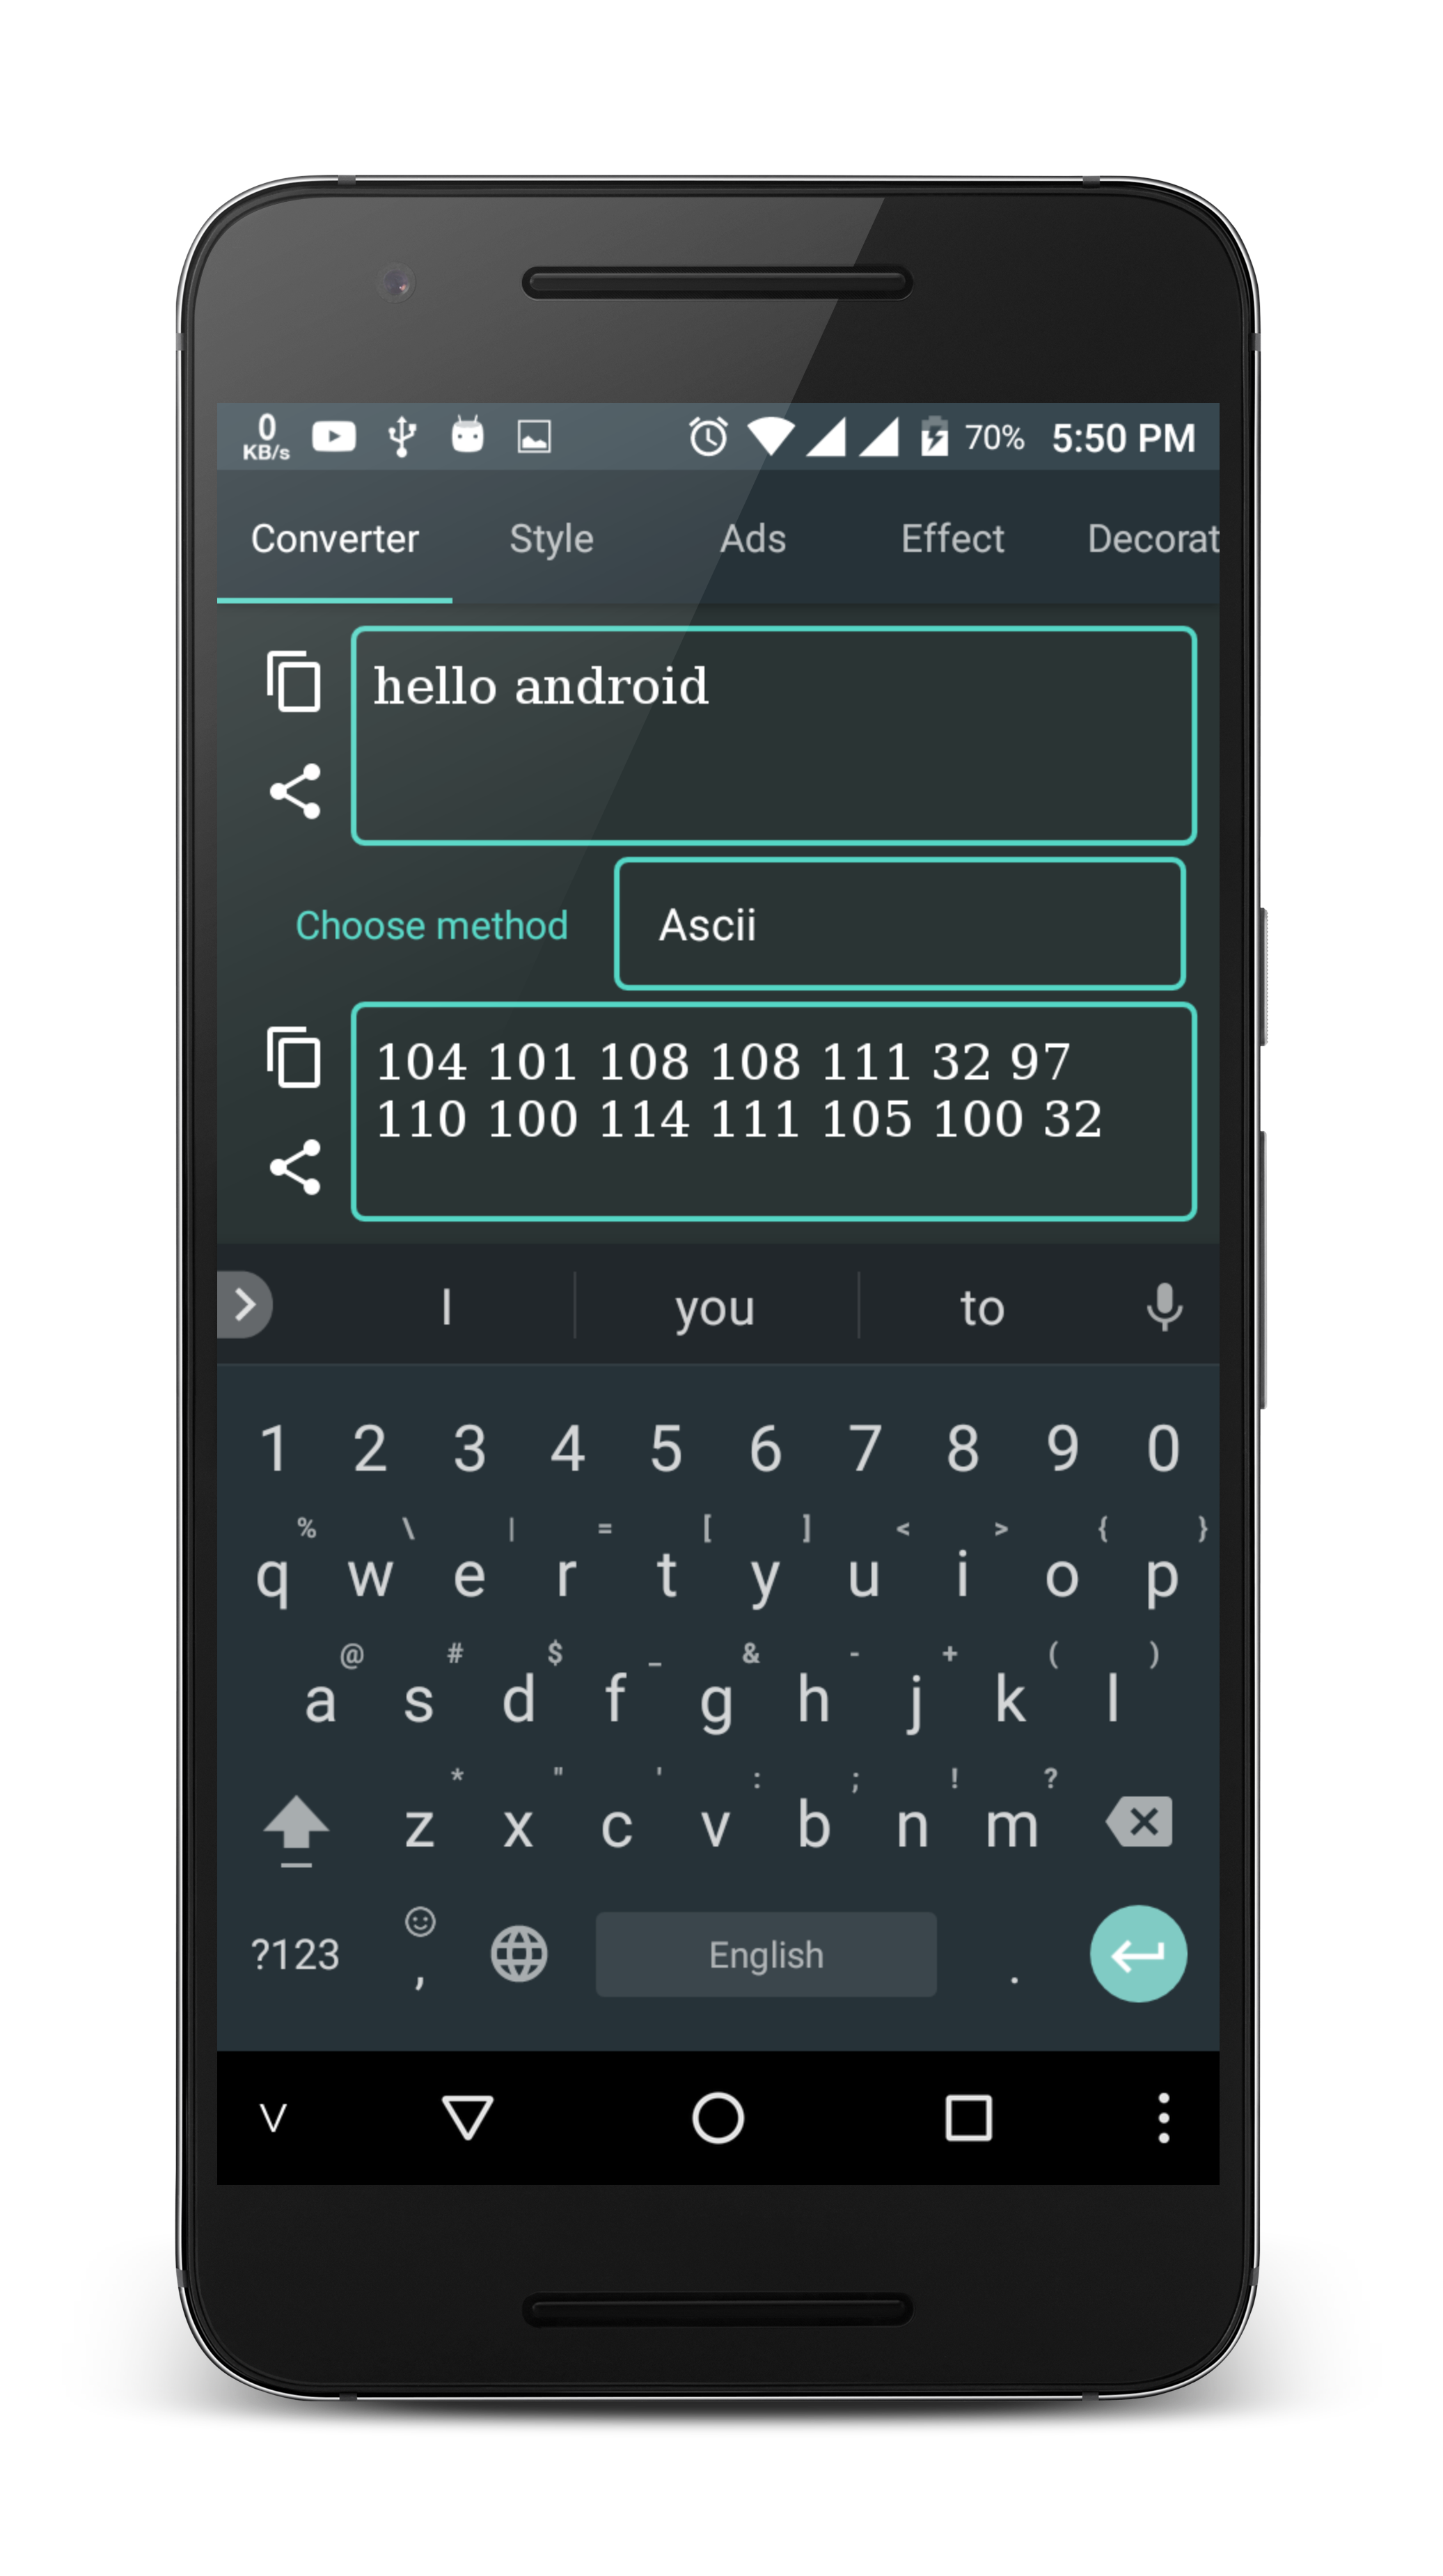 0
KB/s
70% 5:50 PM
Converter Style Ads Effect Decorat
hello android
Choose method Ascii
104 101 108 108 111 32 97
110 100 114 111 105 100 32
I you to
1 2 3 4 5 6 7 8 9 0
% \ | = [ ] < > { }
q w e r t y u i o p
@ # $ _ & - + ( )
a s d f g h j k l
* " ' : ; ! ?
z x c v b n m
?123 , English .